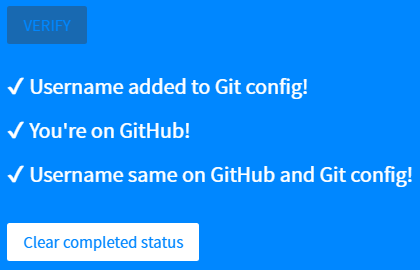 VERIFY
✓ Username added to Git config!
✓ You're on GitHub!
✓ Username same on GitHub and Git config!
Clear completed status